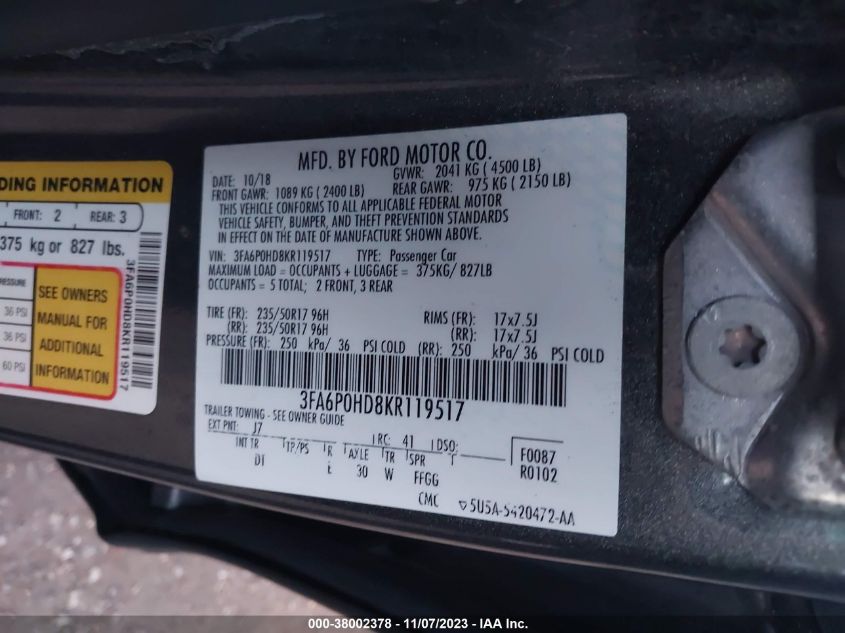 DING INFORMATION
FRONT: 2 REAR: 3
375 kg or 827 lbs.
PRESSURE
36 PSI
36 PSI
60 PSI
SEE OWNERS
MANUAL FOR
ADDITIONAL
INFORMATION
3FA6P0HD8KR119517
MFD. BY FORD MOTOR CO.
DATE: 10/18 GVWR: 2041 KG ( 4500 LB)
FRONT GAWR: 1089 KG ( 2400 LB) REAR GAWR: 975 KG ( 2150 LB)
THIS VEHICLE CONFORMS TO ALL APPLICABLE FEDERAL MOTOR
VEHICLE SAFETY, BUMPER, AND THEFT PREVENTION STANDARDS
IN EFFECT ON THE DATE OF MANUFACTURE SHOWN ABOVE.
VIN: 3FA6P0HD8KR119517 TYPE: Passenger Car
MAXIMUM LOAD = OCCUPANTS + LUGGAGE = 375KG/ 827LB
OCCUPANTS = 5 TOTAL; 2 FRONT, 3 REAR
TIRE (FR): 235/50R17 96H RIMS (FR): 17x7.5J
(RR): 235/50R17 96H (RR): 17x7.5J
PRESSURE (FR): 250 kPa/ 36 PSI COLD (RR): 250 kPa/ 36 PSI COLD
3FA6P0HD8KR119517
TRAILER TOWING - SEE OWNER GUIDE
EXT PNT: J7 RC: 41 DSO:
INT TR TP/PS R AXLE TR SPR
DI 30 W FFGG
F0087
R0102
CMC 5U5A-5420472-AA
000-38002378 - 11/07/2023 - IAA Inc.